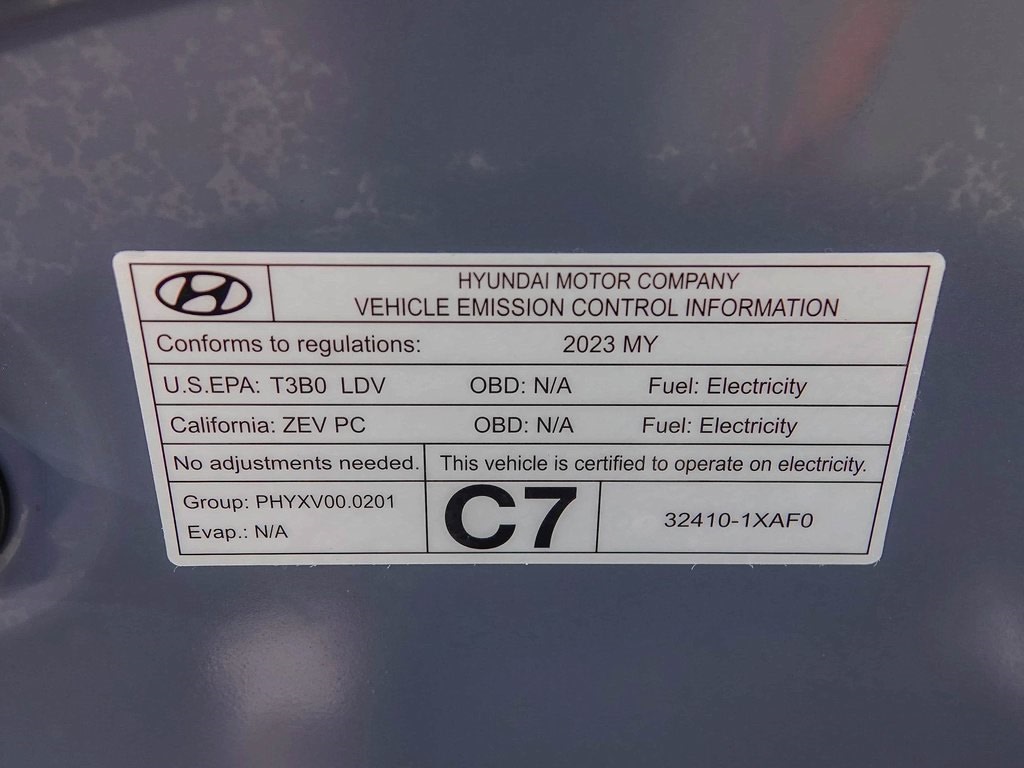 HYUNDAI MOTOR COMPANY
VEHICLE EMISSION CONTROL INFORMATION
Conforms to regulations: 2023 MY
U.S.EPA: T3B0 LDV OBD: N/A Fuel: Electricity
California: ZEV PC OBD: N/A Fuel: Electricity
No adjustments needed. This vehicle is certified to operate on electricity.
Group: PHYXV00.0201
Evap.: N/A
C7
32410-1XAF0